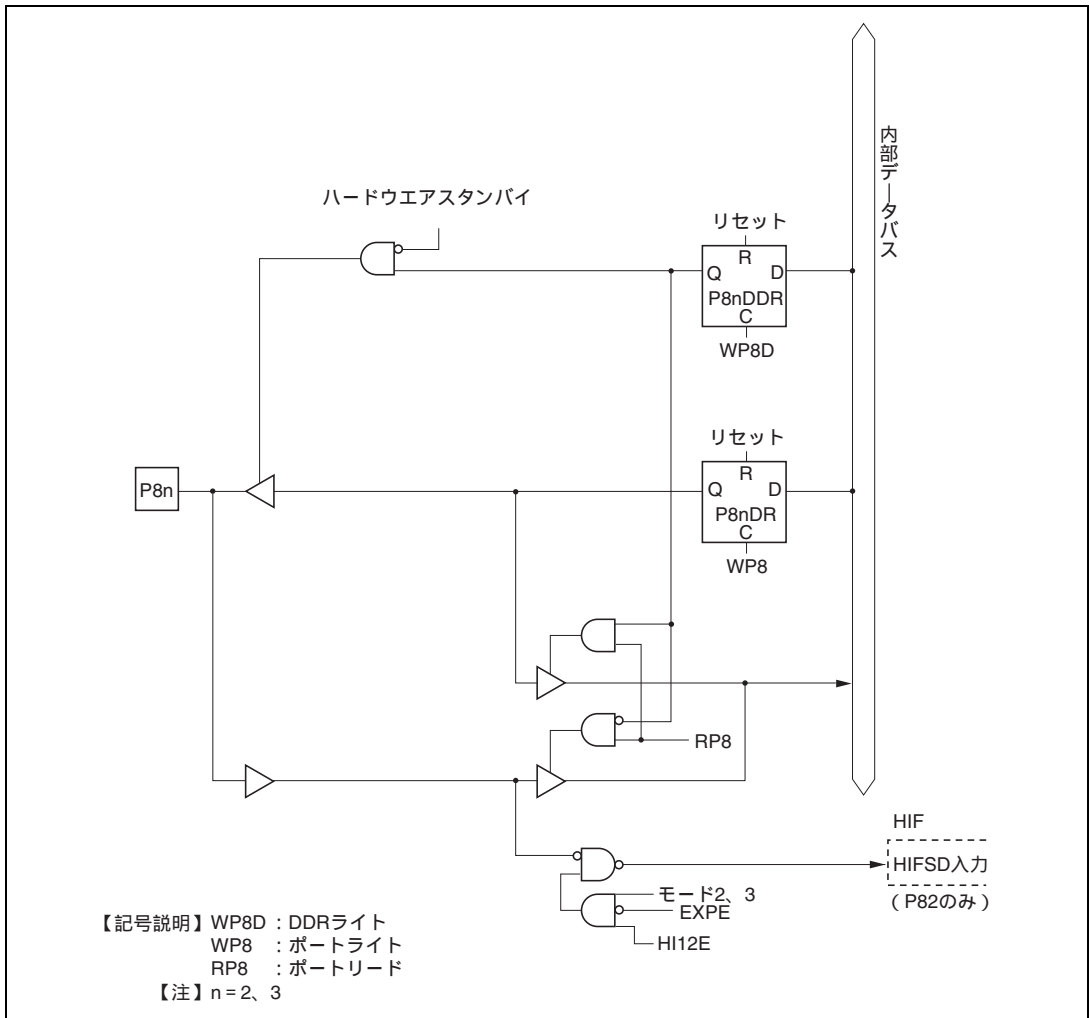 内部データバス
ハードウエアスタンバイ
リセット
R
Q D
P8nDDR
C
WP8D
リセット
R
P8n
Q D
P8nDR
C
WP8
RP8
HIF
HIFSD入力
(P82のみ)
モード2、3
EXPE
HI12E
【記号説明】WP8D : DDRライト
WP8 : ポートライト
RP8 : ポートリード
【注】n = 2、3